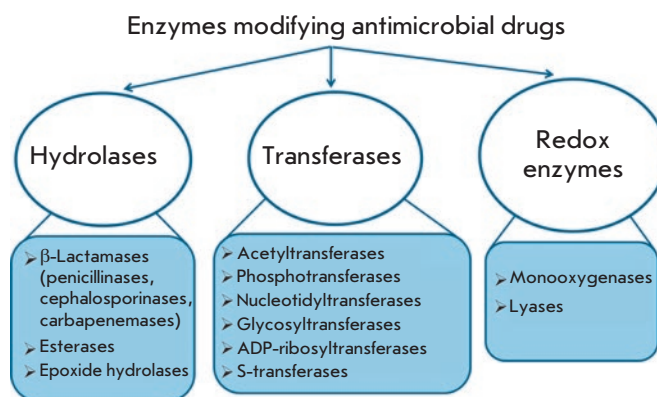 Enzymes modifying antimicrobial drugs
Hydrolases
Transferases
Redox
enzymes
➢ β-Lactamases
(penicillinases,
cephalosporinases,
carbapenemases)
➢ Esterases
➢ Epoxide hydrolases
➢ Acetyltransferases
➢ Phosphotransferases
➢ Nucleotidyltransferases
➢ Glycosyltransferases
➢ ADP-ribosyltransferases
➢ S-transferases
➢ Monooxygenases
➢ Lyases